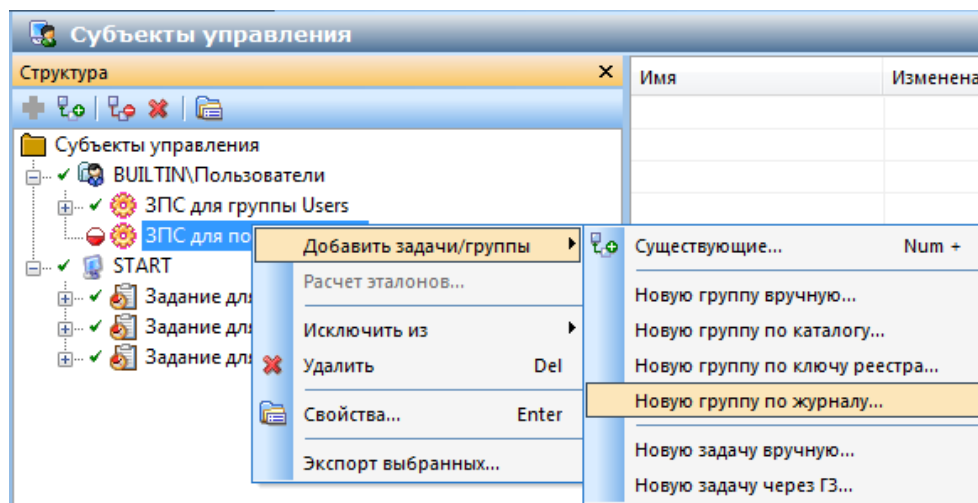 Субъекты управления
Структура
Имя
Изменена
Субъекты управления
BUILTIN\Пользователи
ЗПС для группы Users
ЗПС для по
START
Задание для
Задание для
Задание для
Добавить задачи/группы
Расчет эталонов...
Исключить из
Удалить Del
Свойства... Enter
Экспорт выбранных...
Существующие... Num +
Новую группу вручную...
Новую группу по каталогу...
Новую группу по ключу реестра...
Новую группу по журналу...
Новую задачу вручную...
Новую задачу через ГЗ...